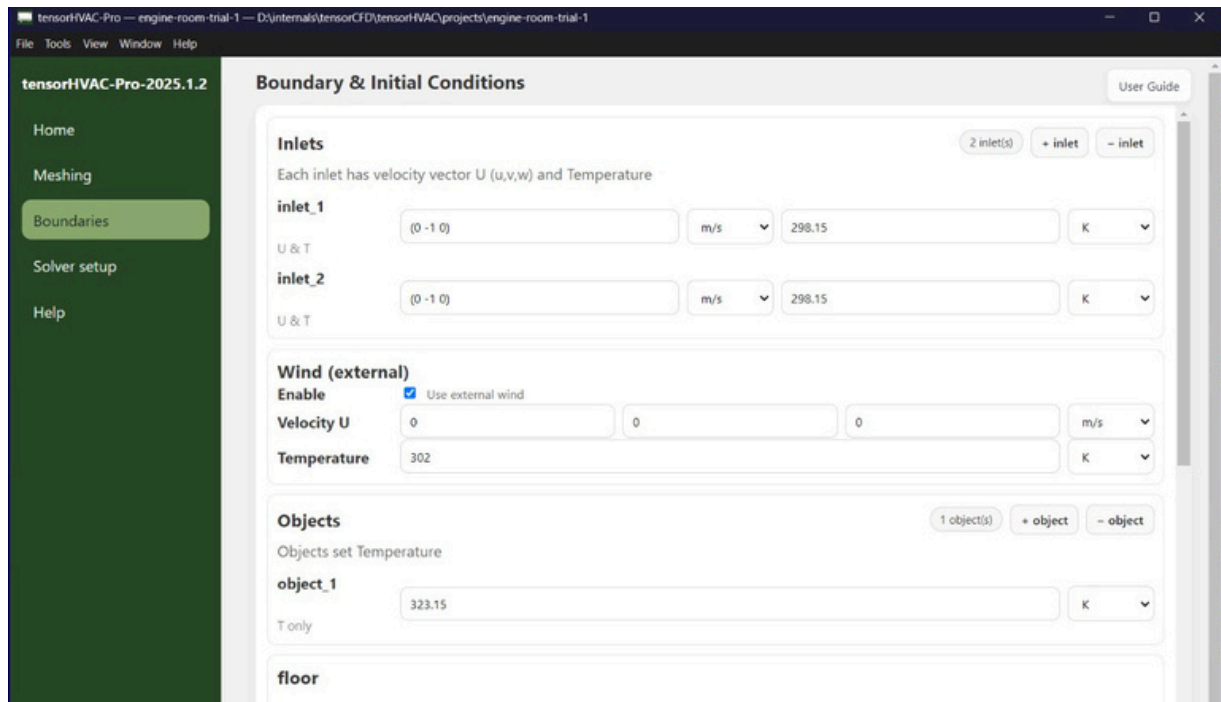 tensorHVAC-Pro — engine-room-trial-1 — D:\internals\tensorCFD\tensorHVAC\projects\engine-room-trial-1
File Tools View Window Help
tensorHVAC-Pro-2025.1.2
Home
Meshing
Boundaries
Solver setup
Help
Boundary & Initial Conditions
User Guide
Inlets
2 inlet(s) + inlet − inlet
Each inlet has velocity vector U (u,v,w) and Temperature
inlet_1
(0 -1 0) m/s 298.15 K
U & T
inlet_2
(0 -1 0) m/s 298.15 K
U & T
Wind (external)
Enable Use external wind
Velocity U 0 0 0 m/s
Temperature 302 K
Objects
1 object(s) + object − object
Objects set Temperature
object_1
323.15 K
T only
floor